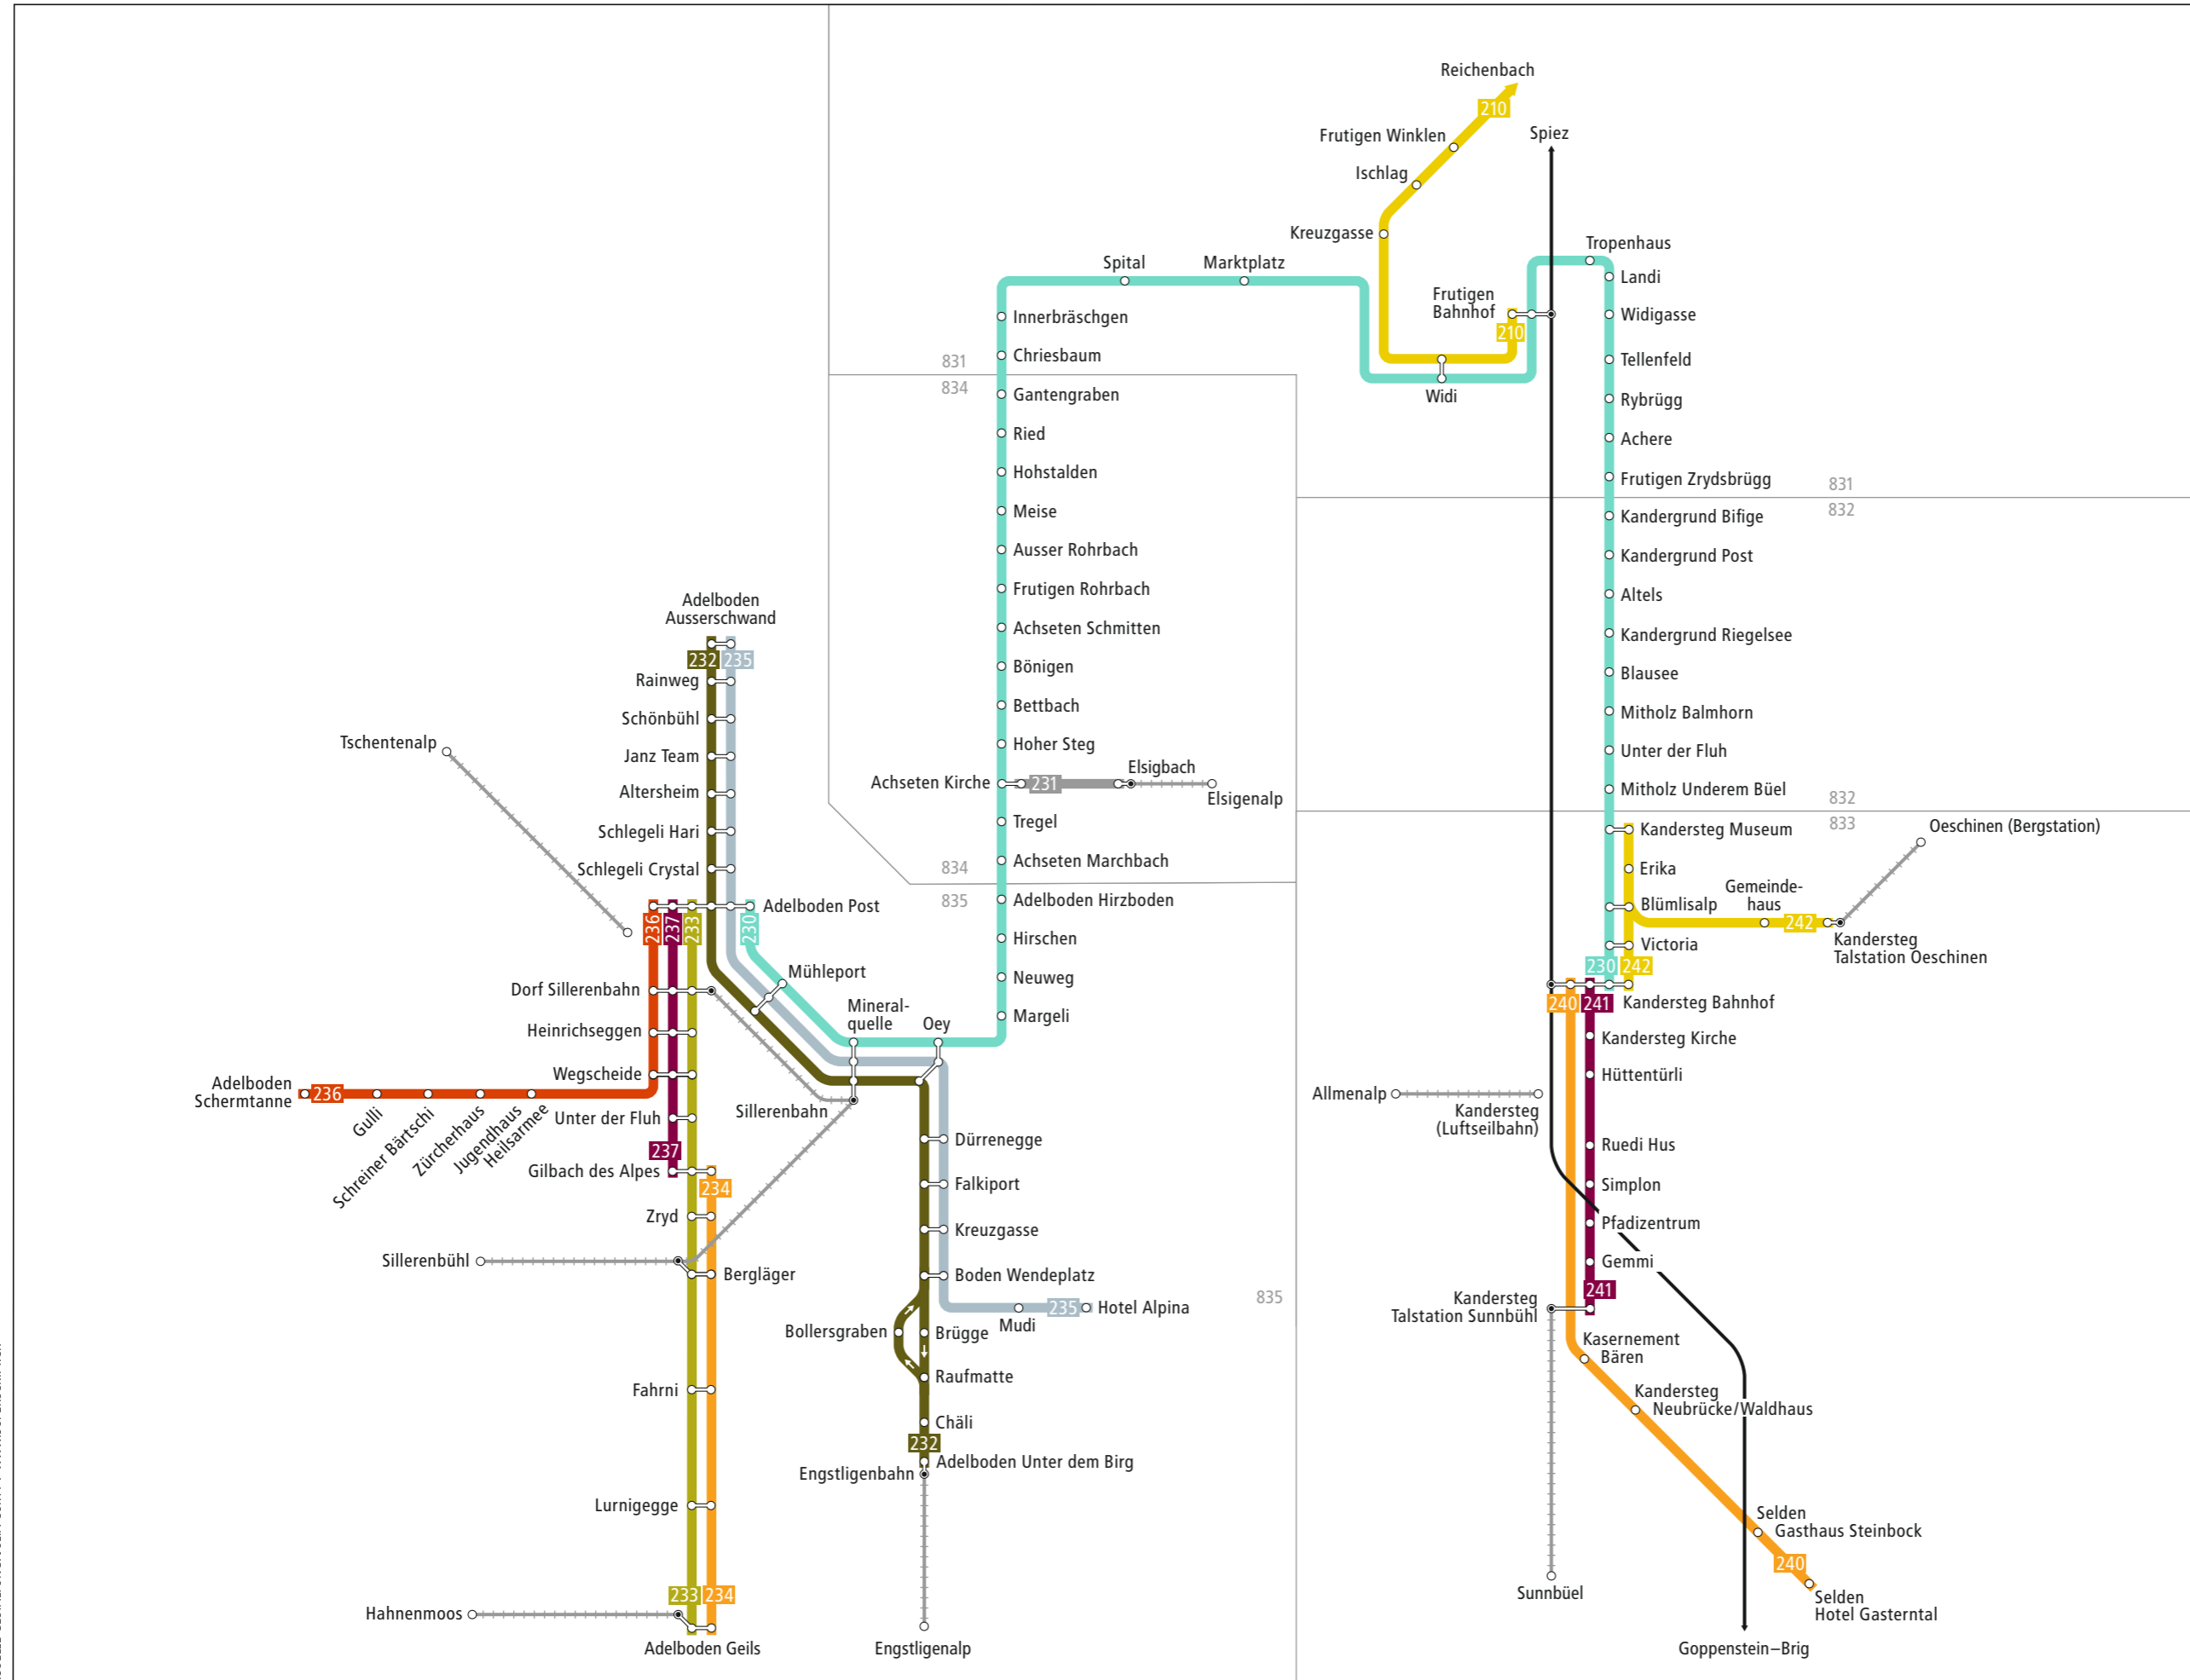 Reichenbach
210
Frutigen Winklen
Spiez
Ischlag
Kreuzgasse
Tropenhaus
Spital
Marktplatz
Landi
Frutigen
Bahnhof
210
Widigasse
Innerbräschgen
Chriesbaum
831
834
Tellenfeld
Gantengraben
Widi
Rybrügg
Ried
Achere
Hohstalden
Frutigen Zrydsbrügg
831
832
Meise
Kandergrund Bifige
Ausser Rohrbach
Kandergrund Post
Frutigen Rohrbach
Altels
Adelboden
Ausserschwand
Achseten Schmitten
Kandergrund Riegelsee
232
235
Bönigen
Blausee
Rainweg
Bettbach
Mitholz Balmhorn
Schönbühl
Tschentenalp
Hoher Steg
Unter der Fluh
Janz Team
Achseten Kirche
231
Elsigbach
Elsigenalp
Mitholz Underem Büel
832
833
Altersheim
Tregel
Schlegeli Hari
Kandersteg Museum
Oeschinen (Bergstation)
Schlegeli Crystal
Achseten Marchbach
834
835
Erika
Adelboden Post
236
237
233
230
Adelboden Hirzboden
Blümlisalp
Gemeinde-
haus
242
Kandersteg
Talstation Oeschinen
Hirschen
Victoria
230
242
Mühleport
Neuweg
Dorf Sillerenbahn
Mineral-
quelle
Oey
Margeli
240
241
Kandersteg Bahnhof
Heinrichseggen
Kandersteg Kirche
Wegscheide
Hüttentürli
Adelboden
Schermtanne
236
Gulli
Schreiner Bärtschi
Zürcherhaus
Jugendhaus
Heilsarmee
Sillerenbahn
Allmenalp
Kandersteg
(Luftseilbahn)
Unter der Fluh
Dürrenegge
Ruedi Hus
237
Gilbach des Alpes
234
Falkiport
Simplon
Zryd
Kreuzgasse
Pfadizentrum
Sillerenbühl
Bergläger
Boden Wendeplatz
Gemmi
835
241
Kandersteg
Talstation Sunnbühl
Mudi
235
Hotel Alpina
Bollersgraben
Brügge
Kasernement
Bären
Raufmatte
Fahrni
Kandersteg
Neubrücke/Waldhaus
Chäli
232
Adelboden Unter dem Birg
Engstligenbahn
Lurnigegge
Selden
Gasthaus Steinbock
240
233
234
Sunnbüel
Hahnenmoos
Selden
Hotel Gasterntal
Adelboden Geils
Engstligenalp
Goppenstein–Brig